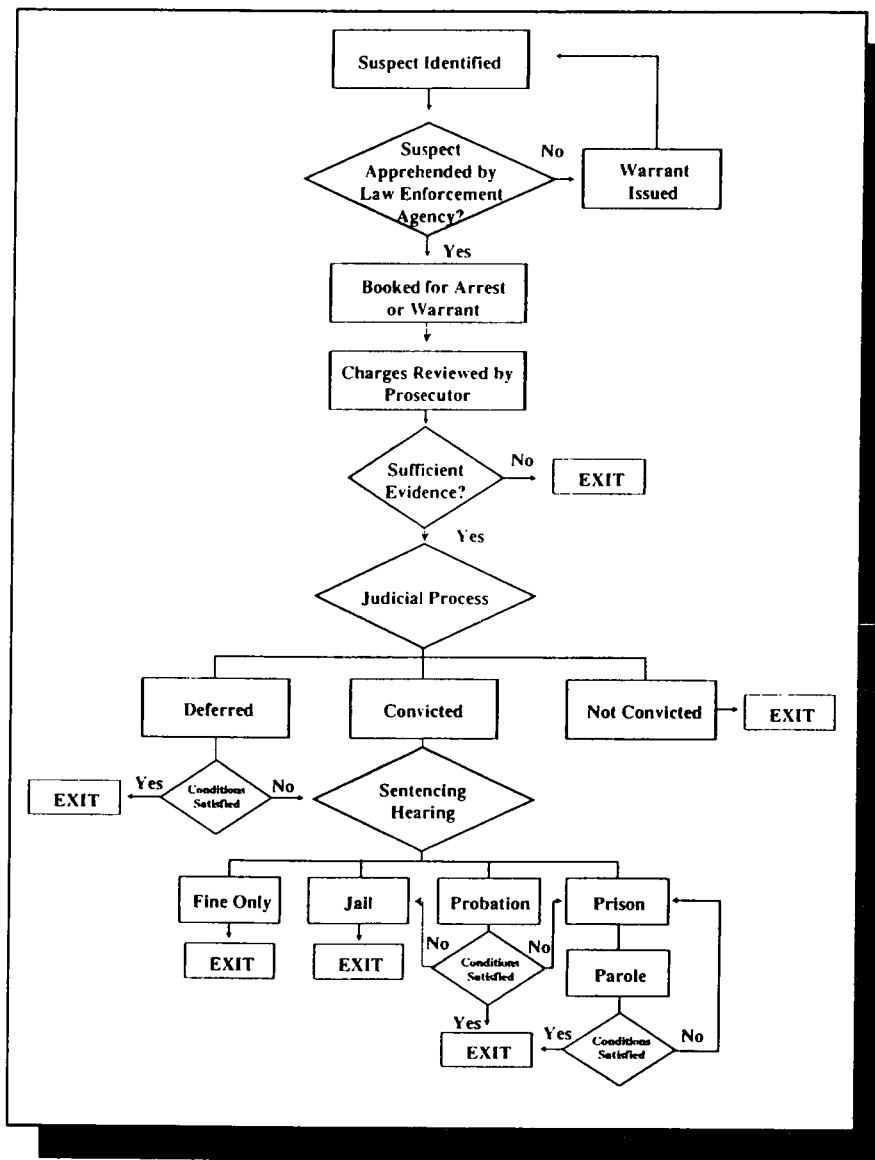 Suspect Identified
Suspect
Apprehended by
Law Enforcement
Agency?
No
Warrant
Issued
Yes
Booked for Arrest
or Warrant
Charges Reviewed by
Prosecutor
Sufficient
Evidence?
No
EXIT
Yes
Judicial Process
Deferred
Convicted
Not Convicted
EXIT
EXIT
Yes
Conditions
Satisfied
No
Sentencing
Hearing
Fine Only
Jail
Probation
Prison
EXIT
EXIT
No
Conditions
Satisfied
No
Parole
Yes
EXIT
Yes
Conditions
Satisfied
No